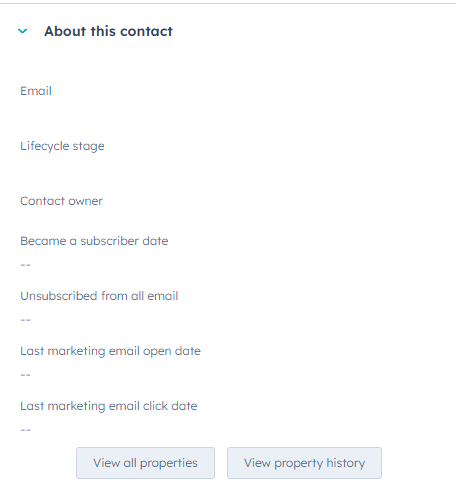 About this contact
Email
Lifecycle stage
Contact owner
Became a subscriber date
--
Unsubscribed from all email
--
Last marketing email open date
--
Last marketing email click date
--
View all properties
View property history